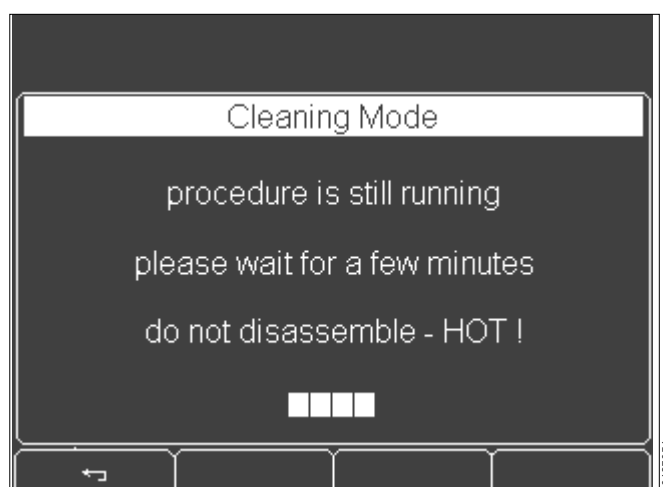 Cleaning Mode
procedure is still running
please wait for a few minutes
do not disassemble - HOT !